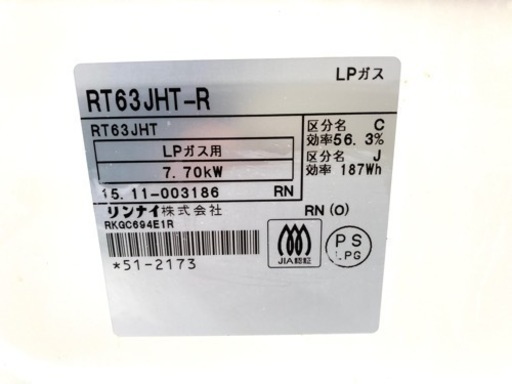 LPガス
RT63JHT-R
RT63JHT
LPガス用
7.70kW
15.11-003186 RN
リンナイ株式会社
RKGC694E1R
*51-2173
区分名 C
効率56.3%
区分名 J
効率 187Wh
RN(O)
JIA認証
PS
LPG